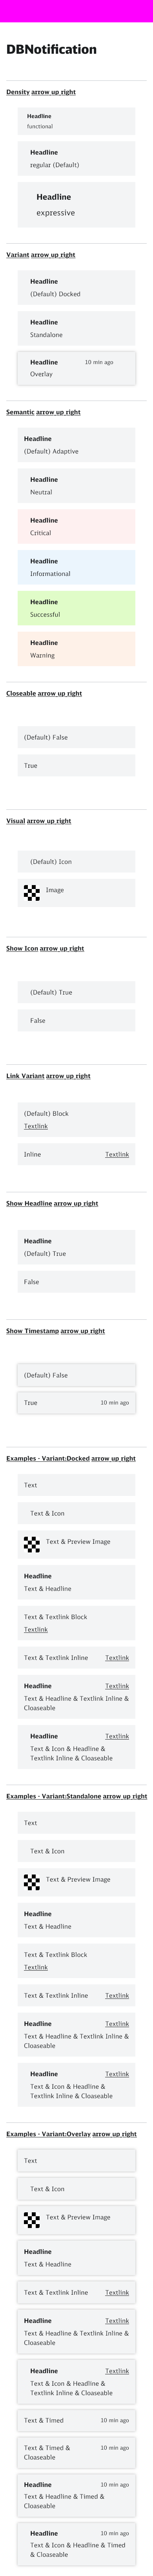 DBNotification
Density arrow up right
Headline
functional
Headline
regular (Default)
Headline
expressive
Variant arrow up right
Headline
(Default) Docked
Headline
Standalone
Headline 10 min ago
Overlay
Semantic arrow up right
Headline
(Default) Adaptive
Headline
Neutral
Headline
Critical
Headline
Informational
Headline
Successful
Headline
Warning
Closeable arrow up right
(Default) False
True
Visual arrow up right
(Default) Icon
Image
Show Icon arrow up right
(Default) True
False
Link Variant arrow up right
(Default) Block
Textlink
Inline Textlink
Show Headline arrow up right
Headline
(Default) True
False
Show Timestamp arrow up right
(Default) False
True 10 min ago
Examples - Variant:Docked arrow up right
Text
Text & Icon
Text & Preview Image
Headline
Text & Headline
Text & Textlink Block
Textlink
Text & Textlink Inline Textlink
Headline Textlink
Text & Headline & Textlink Inline &
Cloaseable
Headline Textlink
Text & Icon & Headline &
Textlink Inline & Cloaseable
Examples - Variant:Standalone arrow up right
Text
Text & Icon
Text & Preview Image
Headline
Text & Headline
Text & Textlink Block
Textlink
Text & Textlink Inline Textlink
Headline Textlink
Text & Headline & Textlink Inline &
Cloaseable
Headline Textlink
Text & Icon & Headline &
Textlink Inline & Cloaseable
Examples - Variant:Overlay arrow up right
Text
Text & Icon
Text & Preview Image
Headline
Text & Headline
Text & Textlink Inline Textlink
Headline Textlink
Text & Headline & Textlink Inline &
Cloaseable
Headline Textlink
Text & Icon & Headline &
Textlink Inline & Cloaseable
Text & Timed 10 min ago
Text & Timed & 10 min ago
Cloaseable
Headline 10 min ago
Text & Headline & Timed &
Cloaseable
Headline 10 min ago
Text & Icon & Headline & Timed
& Cloaseable